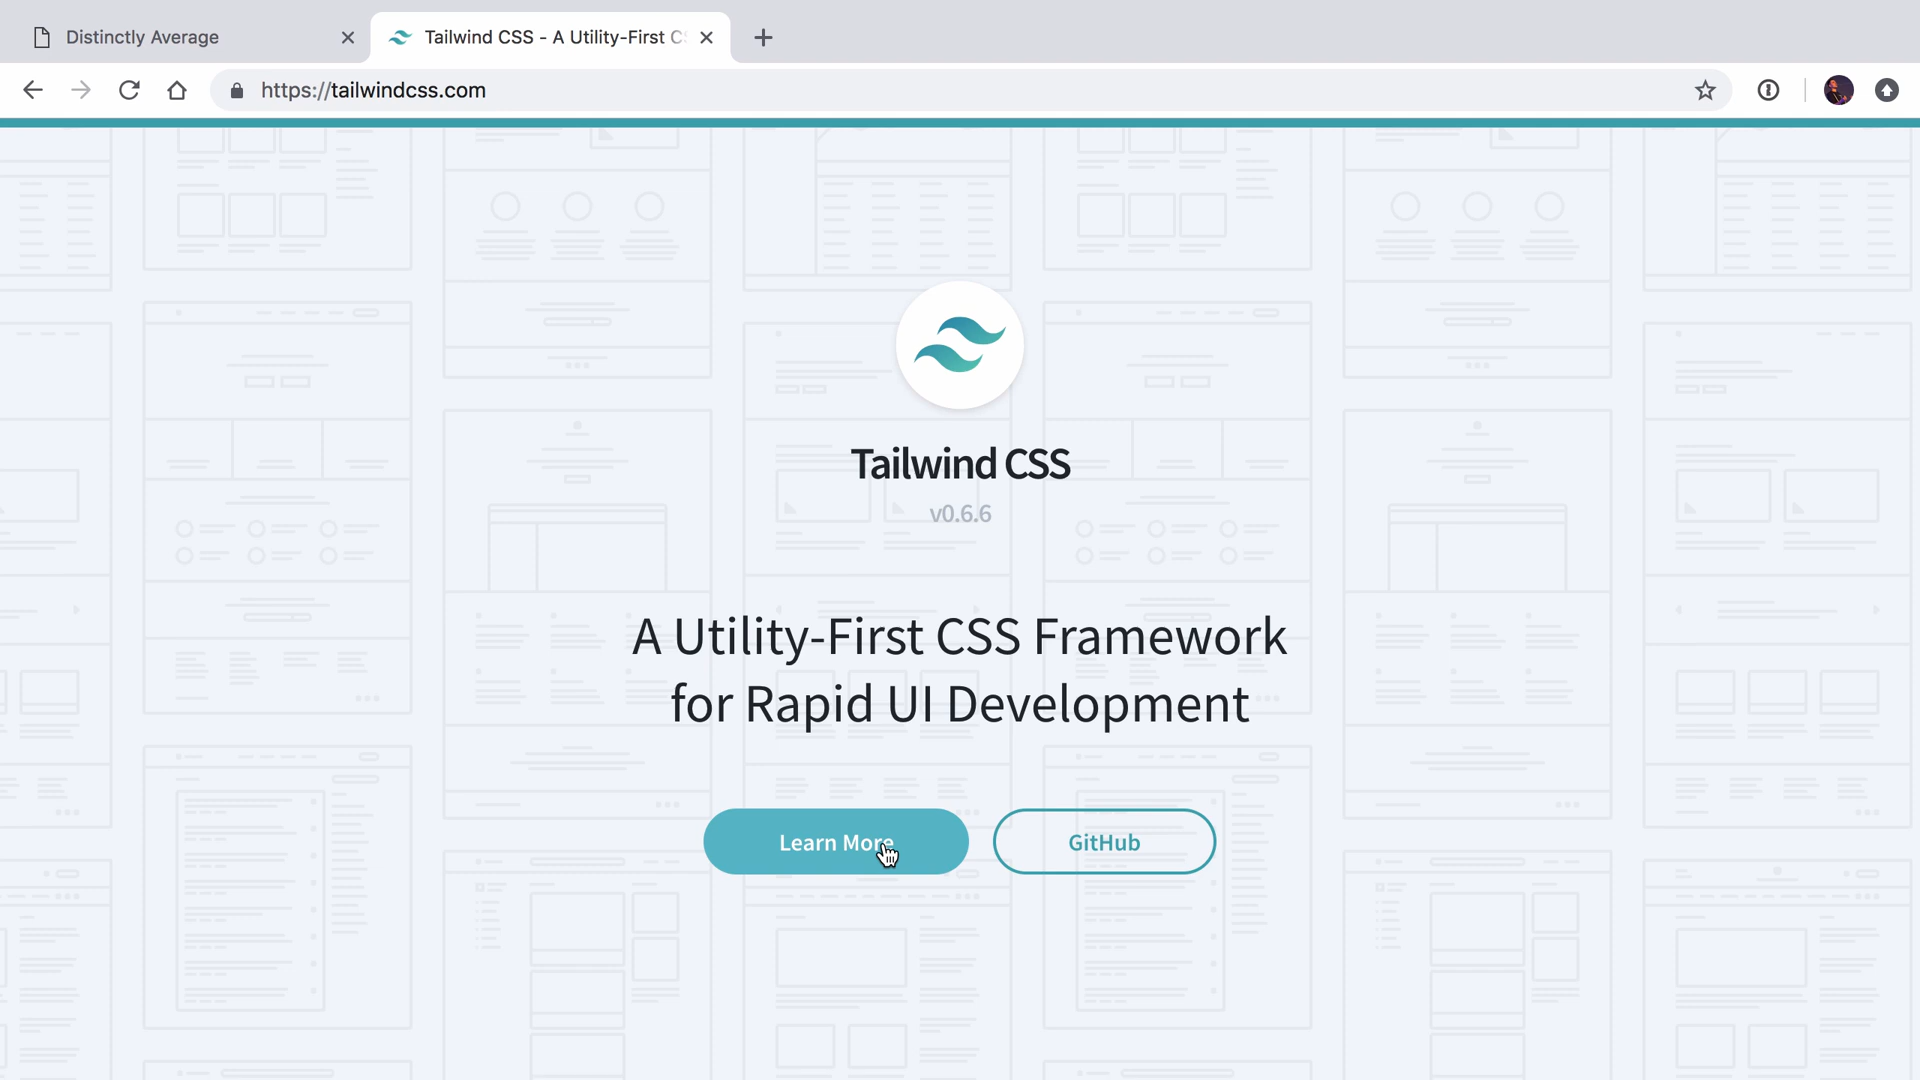 Distinctly Average
Tailwind CSS - A Utility-First CS
https://tailwindcss.com
Tailwind CSS
v0.6.6
A Utility-First CSS Framework
for Rapid UI Development
Learn More
GitHub